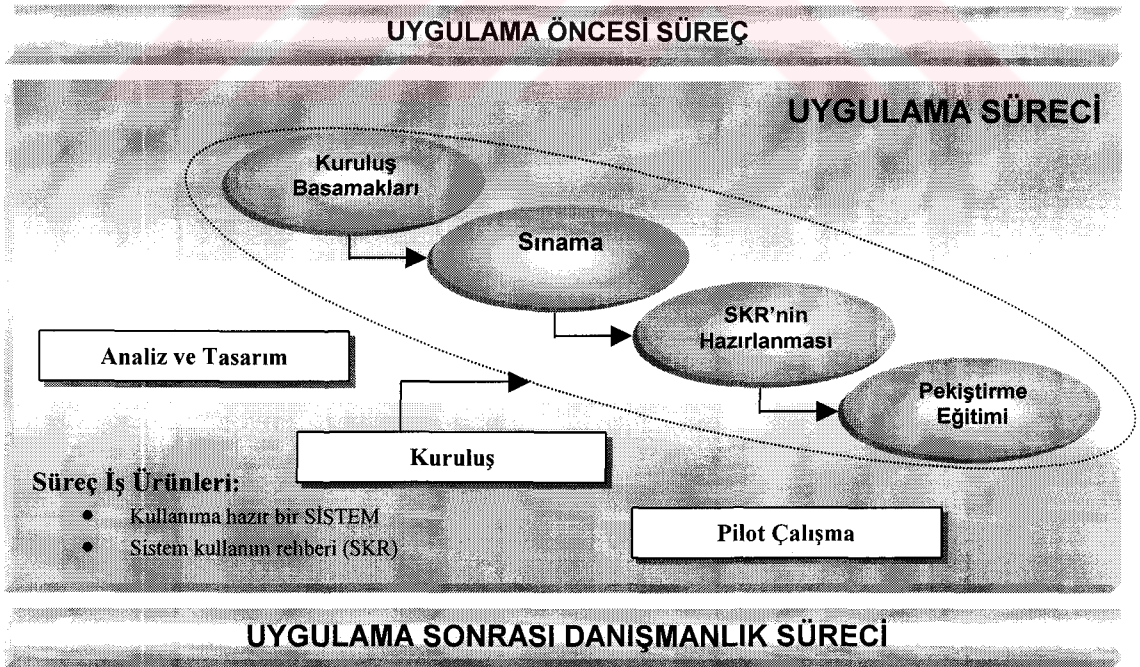 UYGULAMA ÖNCESİ SÜREÇ
UYGULAMA SÜRECİ
Kuruluş
Basamakları
Sınama
SKR’nin
Hazırlanması
Pekiştirme
Eğitimi
Analiz ve Tasarım
Kuruluş
Pilot Çalışma
Süreç İş Ürünleri:
• Kullanıma hazır bir SİSTEM
• Sistem kullanım rehberi (SKR)
UYGULAMA SONRASI DANIŞMANLIK SÜRECİ